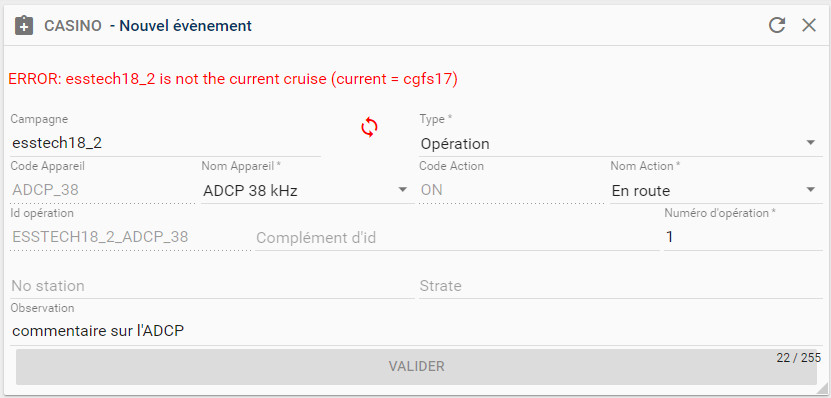 CASINO - Nouvel évènement
ERROR: esstech18_2 is not the current cruise (current = cgfs17)
Campagne Type *
esstech18_2 Opération
Code Appareil Nom Appareil * Code Action Nom Action *
ADCP_38 ADCP 38 kHz ON En route
Id opération Numéro d'opération *
ESSTECH18_2_ADCP_38 Complément d'id 1
No station Strate
Observation
commentaire sur l'ADCP
22 / 255
VALIDER